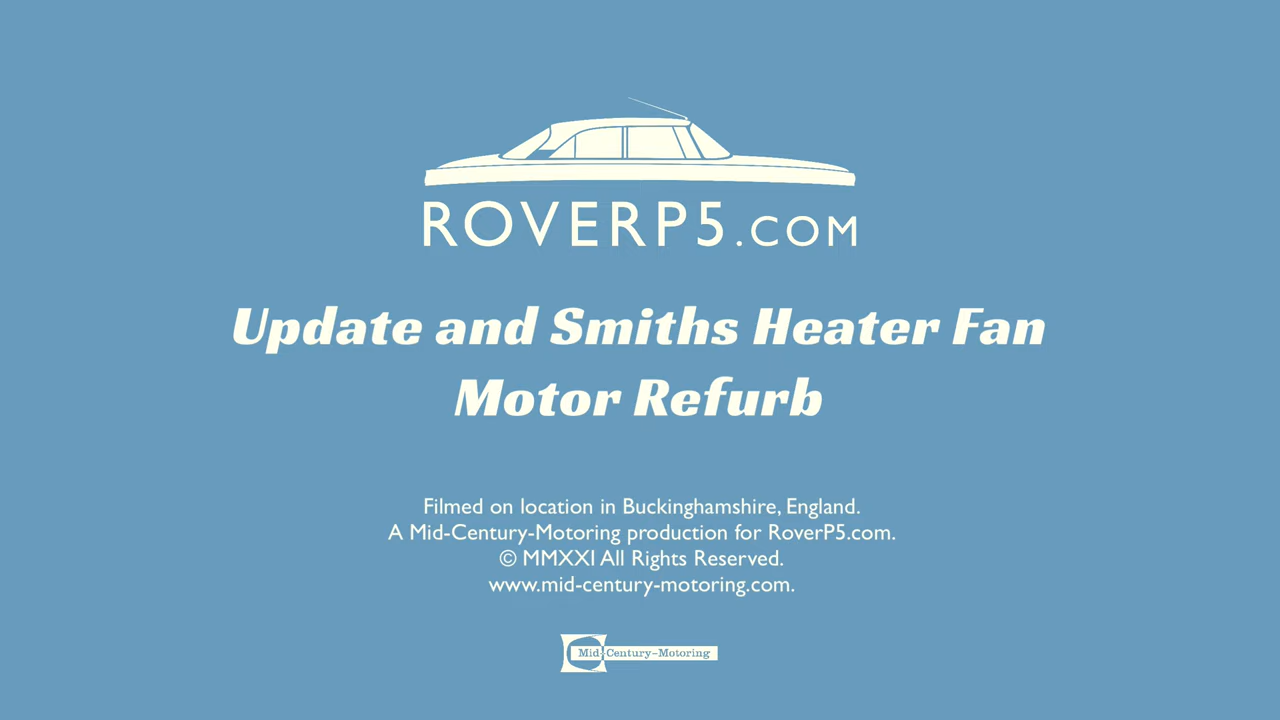 ROVERP5.COM
Update and Smiths Heater Fan
Motor Refurb
Filmed on location in Buckinghamshire, England.
A Mid-Century-Motoring production for RoverP5.com.
© MMXXI All Rights Reserved.
www.mid-century-motoring.com.
Mid-Century-Motoring